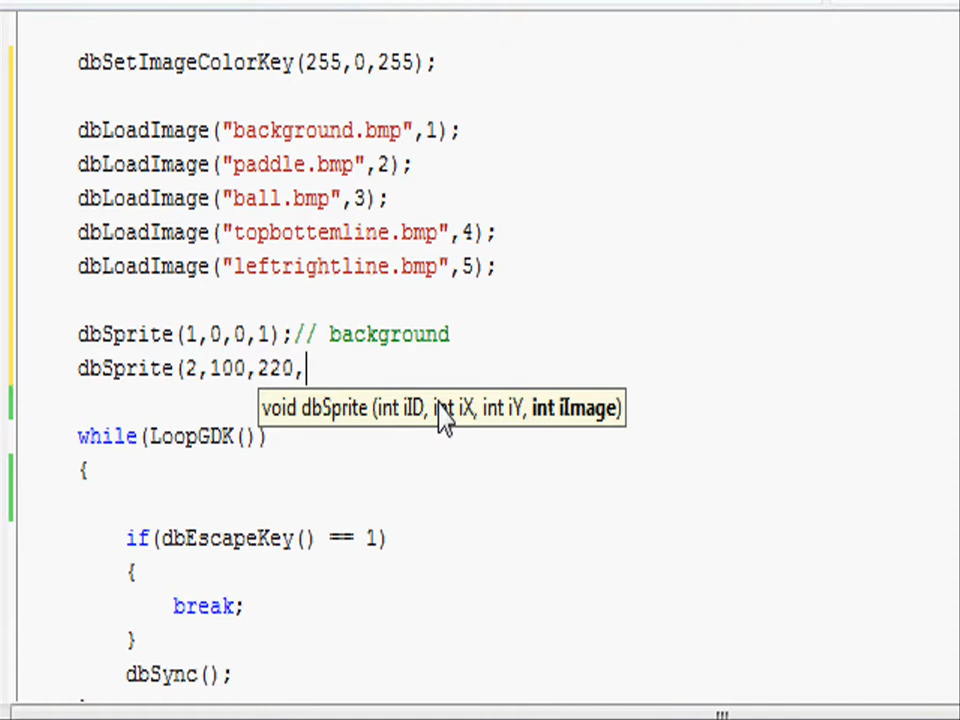 dbSetImageColorKey(255,0,255);
dbLoadImage("background.bmp",1);
dbLoadImage("paddle.bmp",2);
dbLoadImage("ball.bmp",3);
dbLoadImage("topbottemline.bmp",4);
dbLoadImage("leftrightline.bmp",5);
dbSprite(1,0,0,1);// background
dbSprite(2,100,220,
void dbSprite (int iID, int iX, int iY, int iImage)
while(LoopGDK())
{
if(dbEscapeKey() == 1)
{
break;
}
dbSync();